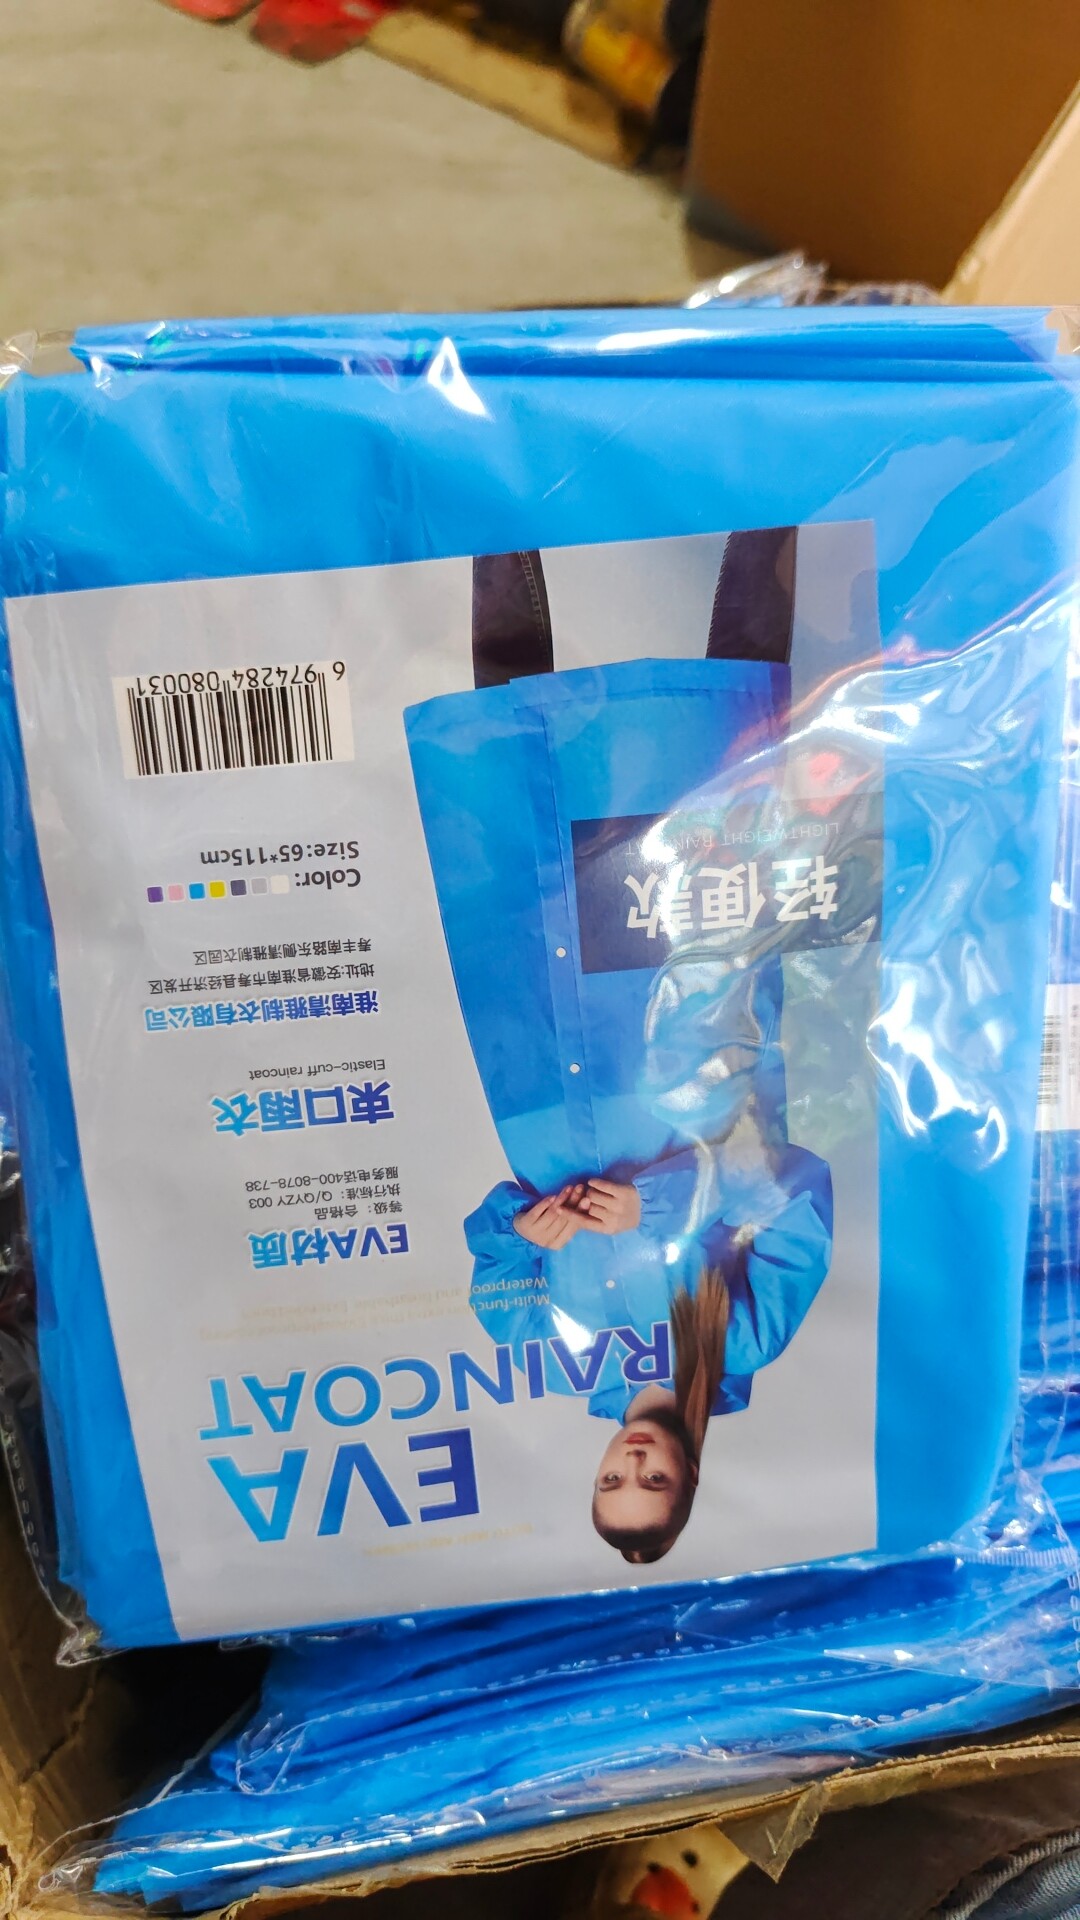 EVA
RAINCOAT
EVA材质
等级：合格品
执行标准：Q/QYZY 003
服务电话:400-8078-738
束口雨衣
Elastic-cuff raincoat
淮南清雅制衣有限公司
地址:安徽省淮南市寿县经济开发区
寿丰南路东侧清雅制衣园区
Color:
Size:65*115cm
6 974284 080031
轻便款
LIGHTWEIGHT RAINCOAT